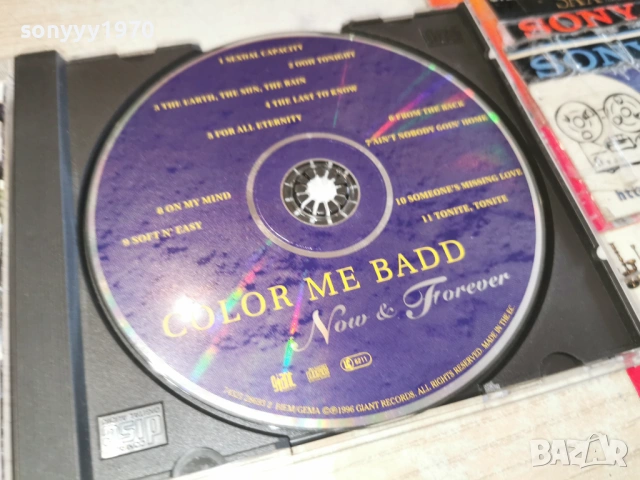 sonyyy1970
1 SEXUAL CAPACITY
2 OOH TONIGHT
3 THE EARTH, THE SUN, THE RAIN
4 THE LAST TO KNOW
5 FOR ALL ETERNITY
6 FROM THE BACK
7 AIN'T NOBODY GOIN' HOME
8 ON MY MIND
9 SOFT N' EASY
10 SOMEONE'S MISSING LOVE
11 TONITE, TONITE
COLOR ME BADD
Now & Forever
BIEM/GEMA ©℗1996 GIANT RECORDS. ALL RIGHTS RESERVED. MADE IN THE EC
BAZAR